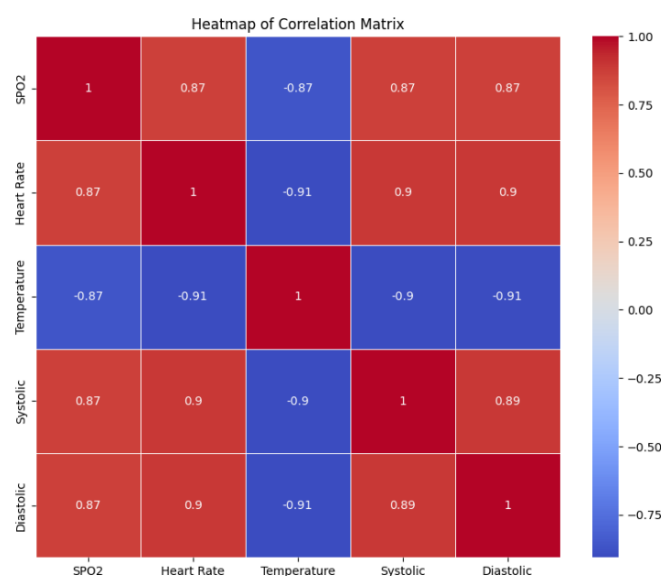 Heatmap of Correlation Matrix
SPO2 1 0.87 -0.87 0.87 0.87
Heart Rate 0.87 1 -0.91 0.9 0.9
Temperature -0.87 -0.91 1 -0.9 -0.91
Systolic 0.87 0.9 -0.9 1 0.89
Diastolic 0.87 0.9 -0.91 0.89 1
SPO2 Heart Rate Temperature Systolic Diastolic
1.00
0.75
0.50
0.25
0.00
−0.25
−0.50
−0.75